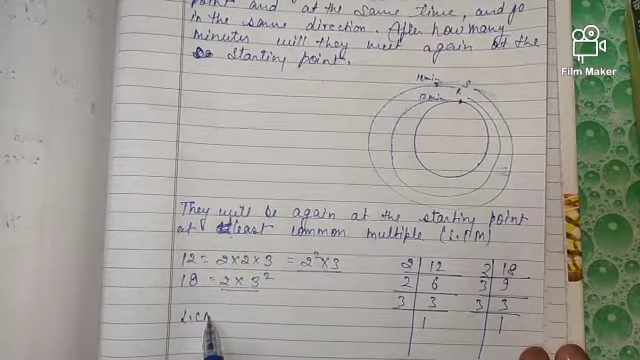 point and at the same time, and go
in the same direction. After how many
minutes will they meet again at the
Starting point.
18min S
12min R
They will be again at the starting point
at least common multiple (L.C.M)
12 = 2×2×3 = 2²×3
18 = 2×3²
L.C.M
2 12
2 6
3 3
1
2 18
3 9
3 3
1
Film Maker